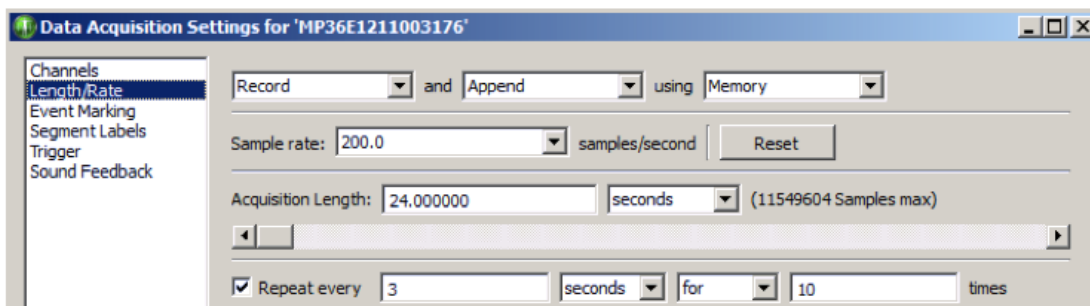 Data Acquisition Settings for 'MP36E1211003176'
Channels
Length/Rate
Event Marking
Segment Labels
Trigger
Sound Feedback
Record and Append using Memory
Sample rate: 200.0 samples/second Reset
Acquisition Length: 24.000000 seconds (11549604 Samples max)
Repeat every 3 seconds for 10 times